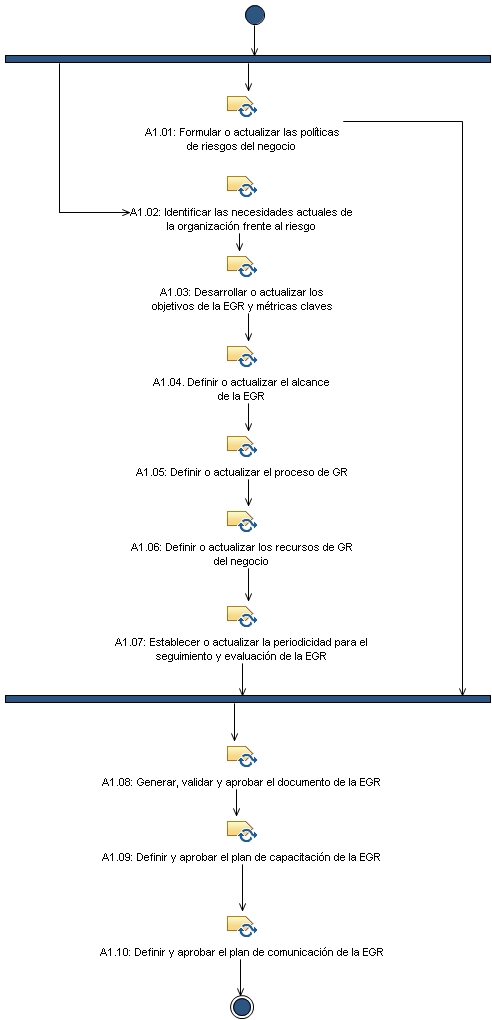 A1.01: Formular o actualizar las políticas
de riesgos del negocio
A1.02: Identificar las necesidades actuales de
la organización frente al riesgo
A1.03: Desarrollar o actualizar los
objetivos de la EGR y métricas claves
A1.04. Definir o actualizar el alcance
de la EGR
A1.05: Definir o actualizar el proceso de GR
A1.06: Definir o actualizar los recursos de GR
del negocio
A1.07: Establecer o actualizar la periodicidad para el
seguimiento y evaluación de la EGR
A1.08: Generar, validar y aprobar el documento de la EGR
A1.09: Definir y aprobar el plan de capacitación de la EGR
A1.10: Definir y aprobar el plan de comunicación de la EGR